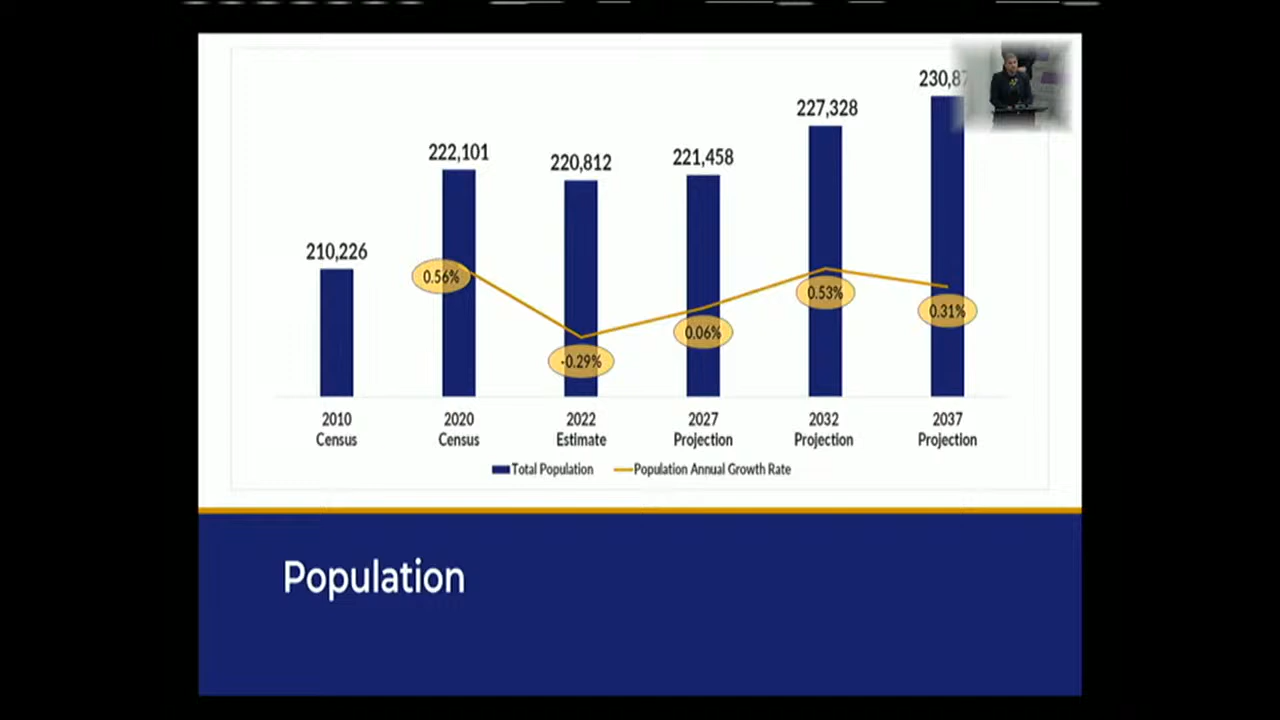 230,87
227,328
222,101
220,812
221,458
210,226
0.56%
-0.29%
0.06%
0.53%
0.31%
2010 2020 2022 2027 2032 2037
Census Census Estimate Projection Projection Projection
Total Population Population Annual Growth Rate
Population